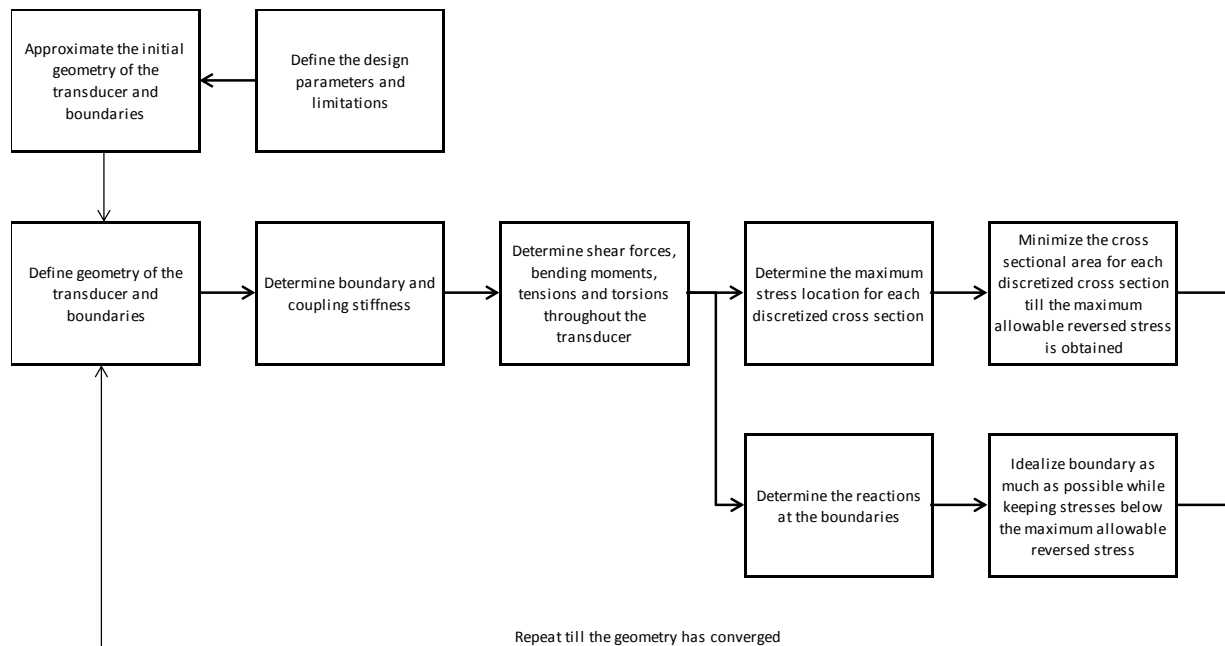 Approximate the initial
geometry of the
transducer and
boundaries
Define the design
parameters and
limitations
Define geometry of the
transducer and
boundaries
Determine boundary and
coupling stiffness
Determine shear forces,
bending moments,
tensions and torsions
throughout the
transducer
Determine the maximum
stress location for each
discretized cross section
Minimize the cross
sectional area for each
discretized cross section
till the maximum
allowable reversed stress
is obtained
Determine the reactions
at the boundaries
Idealize boundary as
much as possible while
keeping stresses below
the maximum allowable
reversed stress
Repeat till the geometry has converged